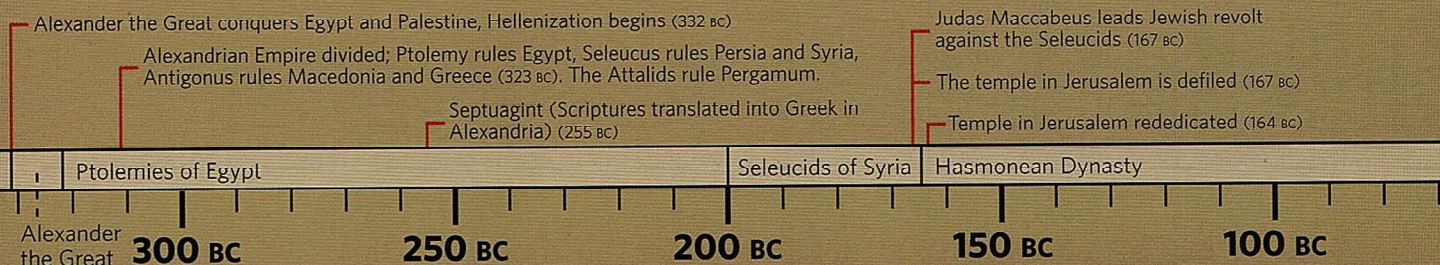 Alexander the Great conquers Egypt and Palestine, Hellenization begins (332 BC)
Alexandrian Empire divided; Ptolemy rules Egypt, Seleucus rules Persia and Syria,
Antigonus rules Macedonia and Greece (323 BC). The Attalids rule Pergamum.
Septuagint (Scriptures translated into Greek in
Alexandria) (255 BC)
Judas Maccabeus leads Jewish revolt
against the Seleucids (167 BC)
The temple in Jerusalem is defiled (167 BC)
Temple in Jerusalem rededicated (164 BC)
Ptolemies of Egypt
Seleucids of Syria
Hasmonean Dynasty
Alexander
the Great
300 BC
250 BC
200 BC
150 BC
100 BC